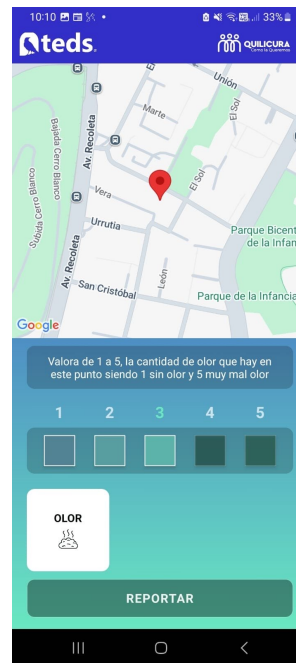 10:10
33%
teds.
QUILICURA
Como la Queremos
Unión
Marte
El Sol
Bajada Cerro Blanco
Av. Recoleta
Subida Cerro Blanco
Vera
El Sol
Urrutia
Parque Bicent
de la Infan
Av. Recoleta
León
San Cristóbal
Parque de la Infancia
Google
Valora de 1 a 5, la cantidad de olor que hay en
este punto siendo 1 sin olor y 5 muy mal olor
1 2 3 4 5
OLOR
REPORTAR